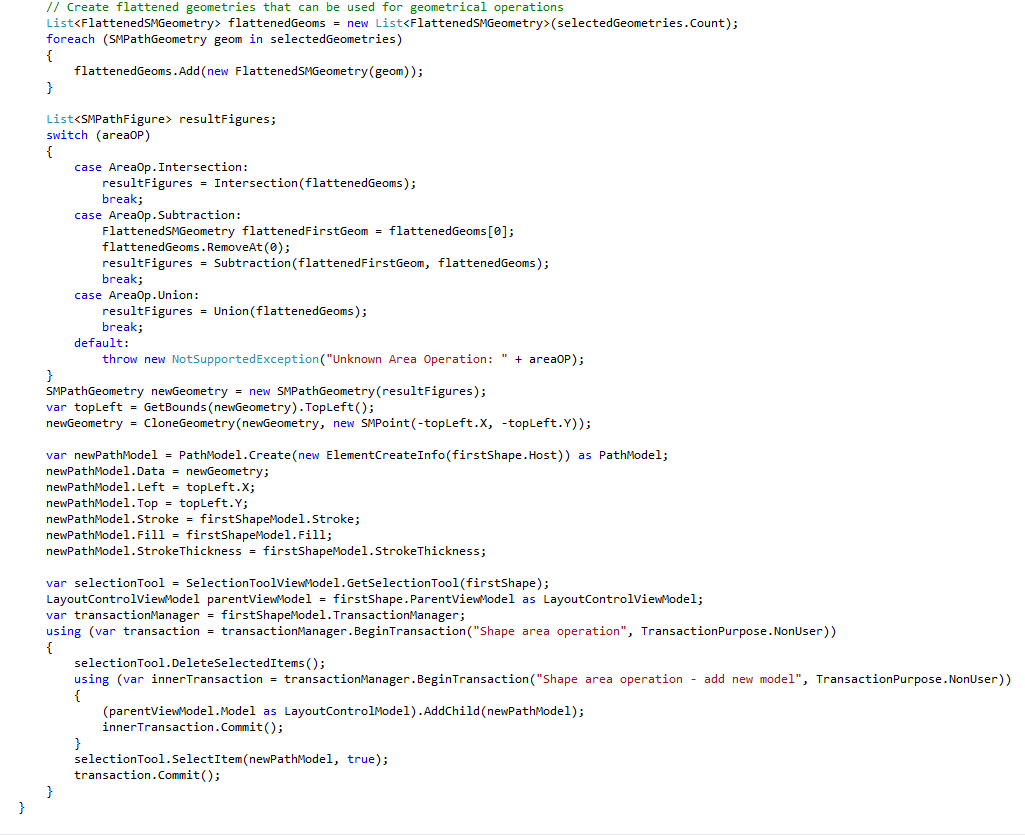 // Create flattened geometries that can be used for geometrical operations
List<FlattenedSMGeometry> flattenedGeoms = new List<FlattenedSMGeometry>(selectedGeometries.Count);
foreach (SMPathGeometry geom in selectedGeometries)
{
flattenedGeoms.Add(new FlattenedSMGeometry(geom));
}
List<SMPathFigure> resultFigures;
switch (areaOP)
{
case AreaOp.Intersection:
resultFigures = Intersection(flattenedGeoms);
break;
case AreaOp.Subtraction:
FlattenedSMGeometry flattenedFirstGeom = flattenedGeoms[0];
flattenedGeoms.RemoveAt(0);
resultFigures = Subtraction(flattenedFirstGeom, flattenedGeoms);
break;
case AreaOp.Union:
resultFigures = Union(flattenedGeoms);
break;
default:
throw new NotSupportedException("Unknown Area Operation: " + areaOP);
}
SMPathGeometry newGeometry = new SMPathGeometry(resultFigures);
var topLeft = GetBounds(newGeometry).TopLeft();
newGeometry = CloneGeometry(newGeometry, new SMPoint(-topLeft.X, -topLeft.Y));
var newPathModel = PathModel.Create(new ElementCreateInfo(firstShape.Host)) as PathModel;
newPathModel.Data = newGeometry;
newPathModel.Left = topLeft.X;
newPathModel.Top = topLeft.Y;
newPathModel.Stroke = firstShapeModel.Stroke;
newPathModel.Fill = firstShapeModel.Fill;
newPathModel.StrokeThickness = firstShapeModel.StrokeThickness;
var selectionTool = SelectionToolViewModel.GetSelectionTool(firstShape);
LayoutControlViewModel parentViewModel = firstShape.ParentViewModel as LayoutControlViewModel;
var transactionManager = firstShapeModel.TransactionManager;
using (var transaction = transactionManager.BeginTransaction("Shape area operation", TransactionPurpose.NonUser))
{
selectionTool.DeleteSelectedItems();
using (var innerTransaction = transactionManager.BeginTransaction("Shape area operation - add new model", TransactionPurpose.NonUser))
{
(parentViewModel.Model as LayoutControlModel).AddChild(newPathModel);
innerTransaction.Commit();
}
selectionTool.SelectItem(newPathModel, true);
transaction.Commit();
}
}